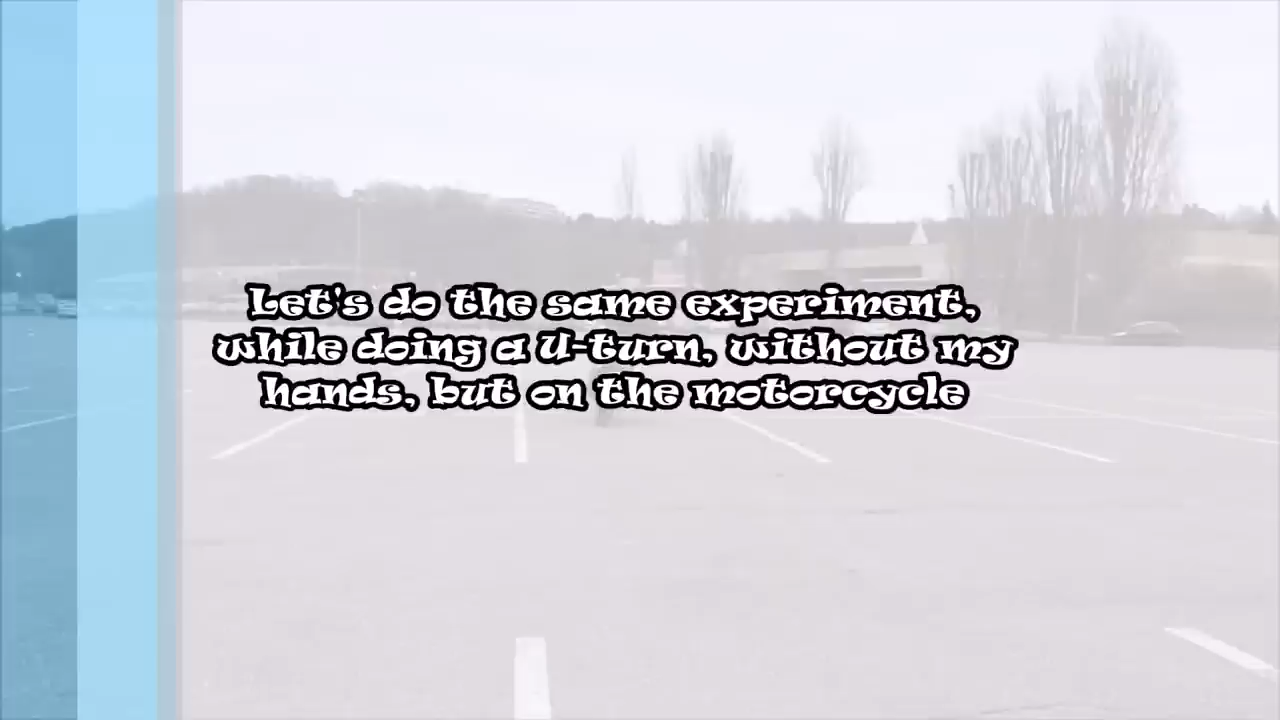 Let's do the same experiment,
while doing a U-turn, without my
hands, but on the motorcycle